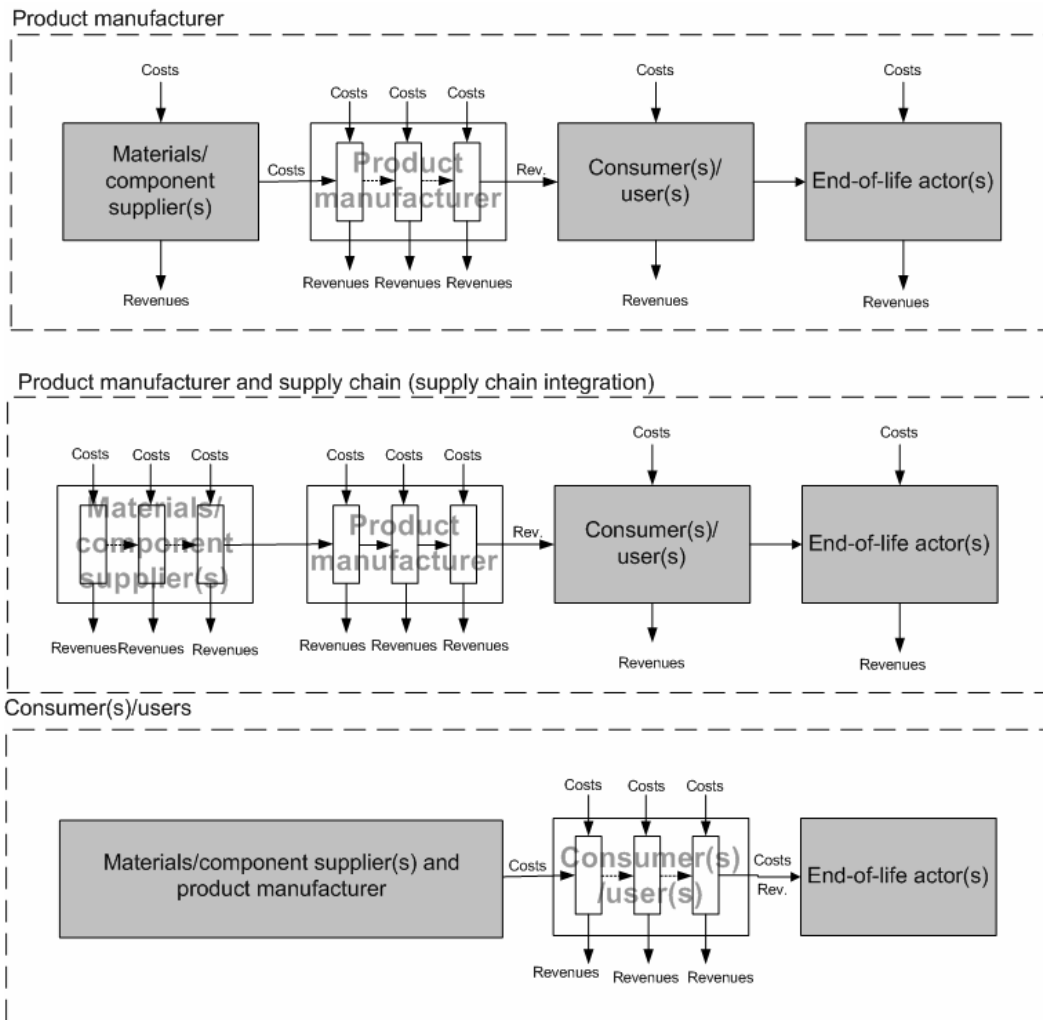 Product manufacturer
Costs
Costs
Costs
Costs
Costs
Costs
Materials/
component
supplier(s)
Costs
Product
manufacturer
Rev.
Consumer(s)/
user(s)
End-of-life actor(s)
Revenues
Revenues
Revenues
Revenues
Revenues
Revenues
Product manufacturer and supply chain (supply chain integration)
Costs
Costs
Costs
Costs
Costs
Costs
Costs
Costs
Materials/
component
supplier(s)
Product
manufacturer
Rev.
Consumer(s)/
user(s)
End-of-life actor(s)
Revenues
Revenues
Revenues
Revenues
Revenues
Revenues
Revenues
Revenues
Consumer(s)/users
Costs
Costs
Costs
Materials/component supplier(s) and
product manufacturer
Costs
Consumer(s)
/user(s)
Costs
Rev.
End-of-life actor(s)
Revenues
Revenues
Revenues